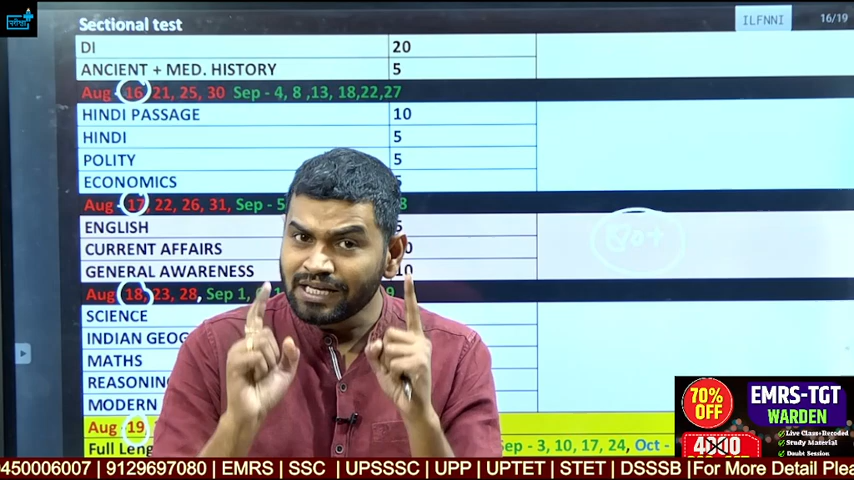 परीक्षा
Sectional test
ILFNNI
16/19
DI 20
ANCIENT + MED. HISTORY 5
Aug - 16, 21, 25, 30 Sep - 4, 8 ,13, 18,22,27
HINDI PASSAGE 10
HINDI 5
POLITY 5
ECONOMICS
Aug - 17, 22, 26, 31, Sep - 5
80+
ENGLISH 5
CURRENT AFFAIRS
GENERAL AWARENESS 10
Aug - 18, 23, 28, Sep 1,
SCIENCE
INDIAN GEOG
MATHS
REASONING
MODERN
Aug - 19,
Full Leng
Sep - 3, 10, 17, 24, Oct -
70%
OFF
EMRS-TGT
WARDEN
Live Class+Recoded
Study Material
Doubt Session
9450006007 | 9129697080 | EMRS | SSC | UPSSSC | UPP | UPTET | STET | DSSSB |For More Detail Plea